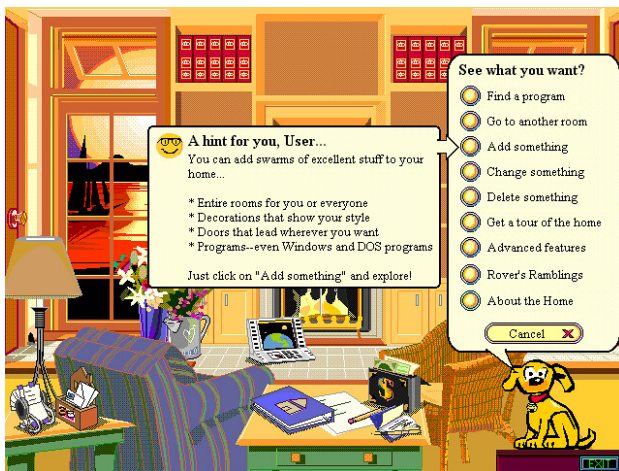 See what you want?
Find a program
Go to another room
Add something
Change something
Delete something
Get a tour of the home
Advanced features
Rover's Ramblings
About the Home
Cancel X
A hint for you, User...
You can add swarms of excellent stuff to your
home...
* Entire rooms for you or everyone
* Decorations that show your style
* Doors that lead wherever you want
* Programs--even Windows and DOS programs
Just click on "Add something" and explore!
EXIT